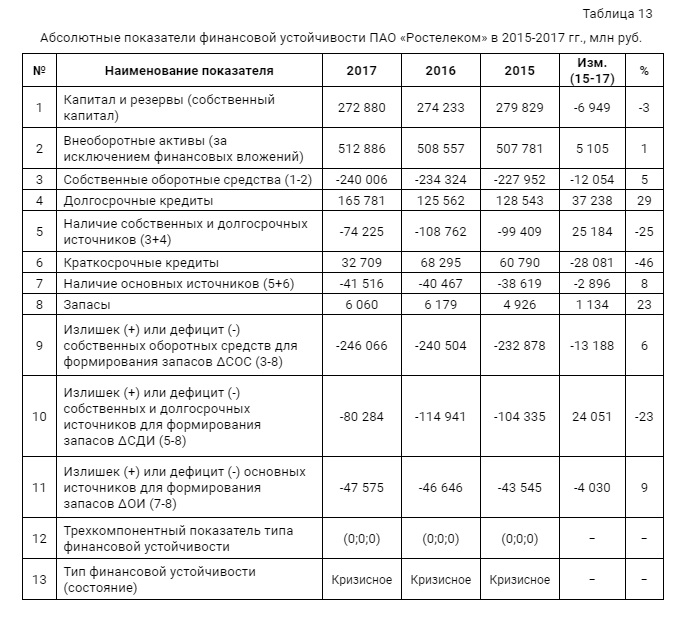 Таблица 13
Абсолютные показатели финансовой устойчивости ПАО «Ростелеком» в 2015-2017 гг., млн руб.
№ Наименование показателя 2017 2016 2015 Изм. (15-17) %
1 Капитал и резервы (собственный капитал) 272 880 274 233 279 829 -6 949 -3
2 Внеоборотные активы (за исключением финансовых вложений) 512 886 508 557 507 781 5 105 1
3 Собственные оборотные средства (1-2) -240 006 -234 324 -227 952 -12 054 5
4 Долгосрочные кредиты 165 781 125 562 128 543 37 238 29
5 Наличие собственных и долгосрочных источников (3+4) -74 225 -108 762 -99 409 25 184 -25
6 Краткосрочные кредиты 32 709 68 295 60 790 -28 081 -46
7 Наличие основных источников (5+6) -41 516 -40 467 -38 619 -2 896 8
8 Запасы 6 060 6 179 4 926 1 134 23
9 Излишек (+) или дефицит (-) собственных оборотных средств для формирования запасов ΔСОС (3-8) -246 066 -240 504 -232 878 -13 188 6
10 Излишек (+) или дефицит (-) собственных и долгосрочных источников для формирования запасов ΔСДИ (5-8) -80 284 -114 941 -104 335 24 051 -23
11 Излишек (+) или дефицит (-) основных источников для формирования запасов ΔОИ (7-8) -47 575 -46 646 -43 545 -4 030 9
12 Трехкомпонентный показатель типа финансовой устойчивости (0;0;0) (0;0;0) (0;0;0) – –
13 Тип финансовой устойчивости (состояние) Кризисное Кризисное Кризисное – –